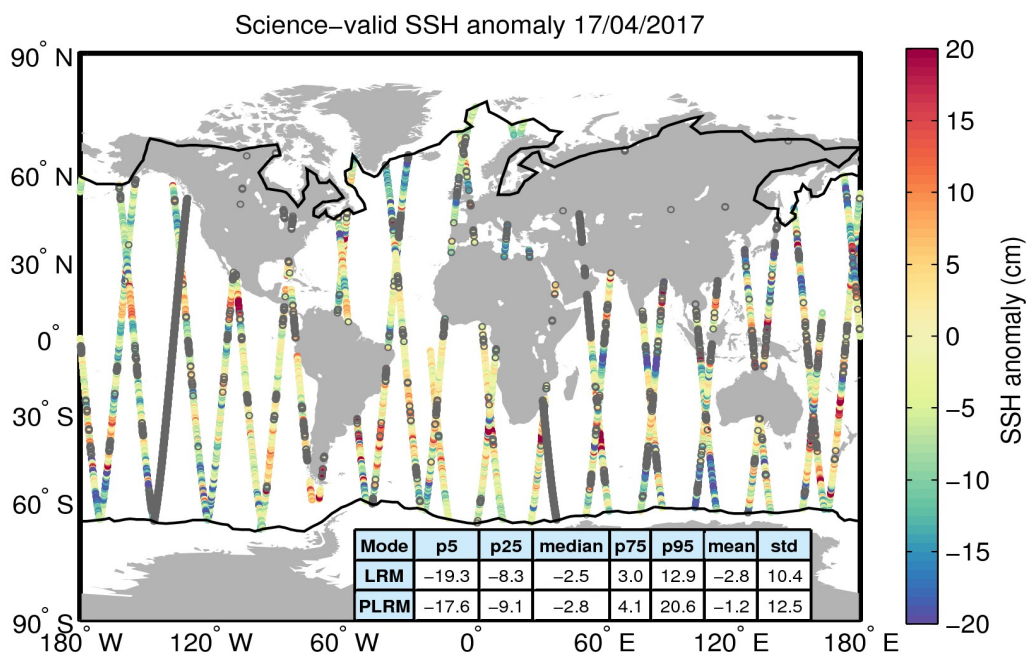 Science−valid SSH anomaly 17/04/2017
90° N
60° N
30° N
0°
30° S
60° S
90° S
180° W
120° W
60° W
0°
60° E
120° E
180° E
Mode p5 p25 median p75 p95 mean std
LRM −19.3 −8.3 −2.5 3.0 12.9 −2.8 10.4
PLRM −17.6 −9.1 −2.8 4.1 20.6 −1.2 12.5
20
15
10
5
0
−5
−10
−15
−20
SSH anomaly (cm)